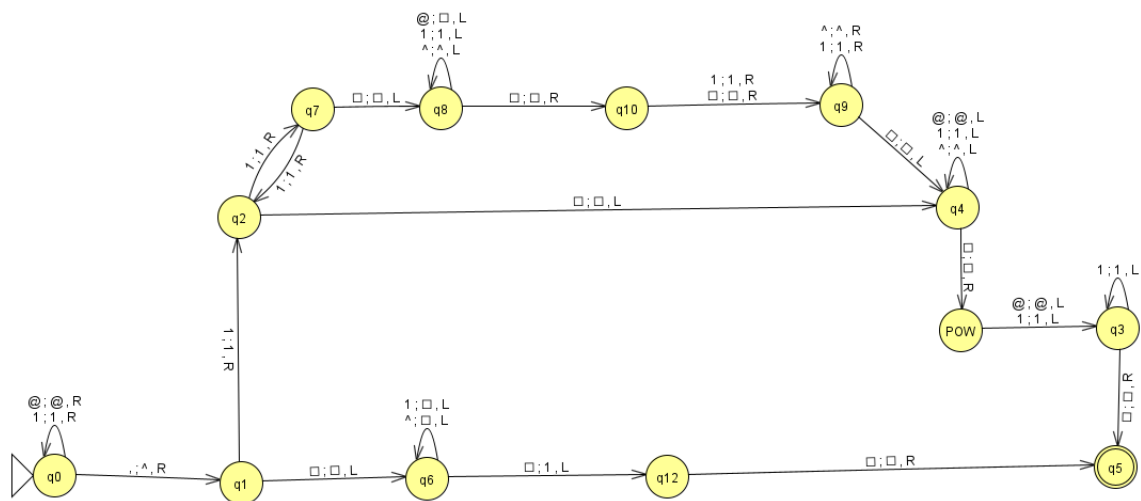 @ ; □ , L
1 ; 1 , L
^ ; ^ , L
^ ; ^ , R
1 ; 1 , R
q7
□ ; □ , L
q8
□ ; □ , R
q10
1 ; 1 , R
□ ; □ , R
q9
1 ; 1 , R
1 ; 1 , R
□ ; □ , L
@ ; @ , L
1 ; 1 , L
^ ; ^ , L
q2
□ ; □ , L
q4
1 ; 1 , R
□ ; □ , R
POW
@ ; @ , L
1 ; 1 , L
1 ; 1 , L
q3
□ ; □ , R
@ ; @ , R
1 ; 1 , R
q0
, ; ^ , R
q1
□ ; □ , L
1 ; □ , L
^ ; □ , L
q6
□ ; 1 , L
q12
□ ; □ , R
q5